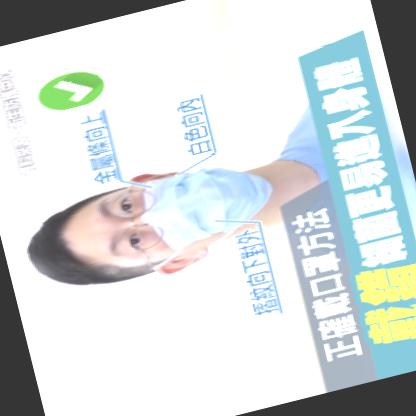 戴錯 細菌更易進入身體
正確戴口罩方法
白色向內
金屬條向上
摺紋向下對外